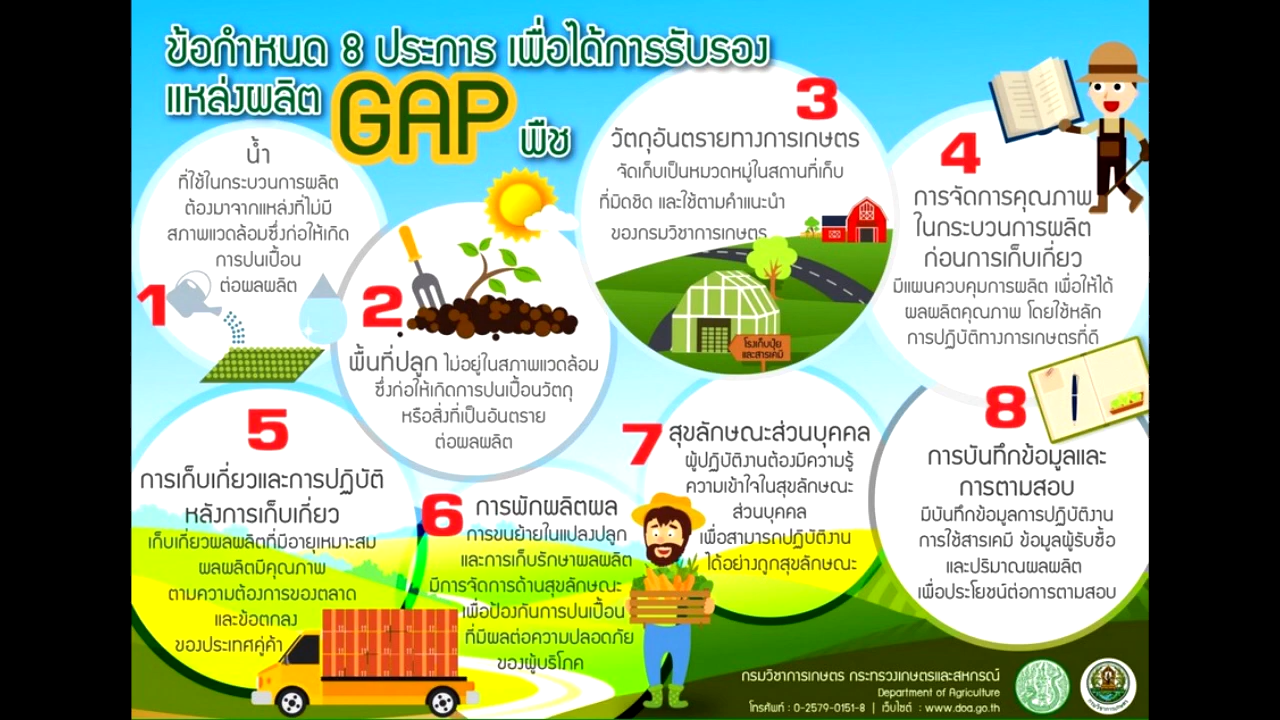 ข้อกำหนด 8 ประการ เพื่อได้การรับรอง
แหล่งผลิต GAP พืช
1
น้ำ
ที่ใช้ในกระบวนการผลิต
ต้องมาจากแหล่งที่ไม่มี
สภาพแวดล้อมซึ่งก่อให้เกิด
การปนเปื้อน
ต่อผลผลิต
2
พื้นที่ปลูก ไม่อยู่ในสภาพแวดล้อม
ซึ่งก่อให้เกิดการปนเปื้อนวัตถุ
หรือสิ่งที่เป็นอันตราย
ต่อผลผลิต
3
วัตถุอันตรายทางการเกษตร
จัดเก็บเป็นหมวดหมู่ในสถานที่เก็บ
ที่มิดชิด และใช้ตามคำแนะนำ
ของกรมวิชาการเกษตร
โรงเก็บปุ๋ย
และสารเคมี
4
การจัดการคุณภาพ
ในกระบวนการผลิต
ก่อนการเก็บเกี่ยว
มีแผนควบคุมการผลิต เพื่อให้ได้
ผลผลิตคุณภาพ โดยใช้หลัก
การปฏิบัติทางการเกษตรที่ดี
5
การเก็บเกี่ยวและการปฏิบัติ
หลังการเก็บเกี่ยว
เก็บเกี่ยวผลผลิตที่มีอายุเหมาะสม
ผลผลิตมีคุณภาพ
ตามความต้องการของตลาด
และข้อตกลง
ของประเทศคู่ค้า
6
การพักผลิตผล
การขนย้ายในแปลงปลูก
และการเก็บรักษาผลผลิต
มีการจัดการด้านสุขลักษณะ
เพื่อป้องกันการปนเปื้อน
ที่มีผลต่อความปลอดภัย
ของผู้บริโภค
7
สุขลักษณะส่วนบุคคล
ผู้ปฏิบัติงานต้องมีความรู้
ความเข้าใจในสุขลักษณะ
ส่วนบุคคล
เพื่อสามารถปฏิบัติงาน
ได้อย่างถูกสุขลักษณะ
8
การบันทึกข้อมูลและ
การตามสอบ
มีบันทึกข้อมูลการปฏิบัติงาน
การใช้สารเคมี ข้อมูลผู้รับซื้อ
และปริมาณผลผลิต
เพื่อประโยชน์ต่อการตามสอบ
กรมวิชาการเกษตร กระทรวงเกษตรและสหกรณ์
Department of Agriculture
โทรศัพท์ : 0-2579-0151-8 | เว็บไซต์ : www.doa.go.th